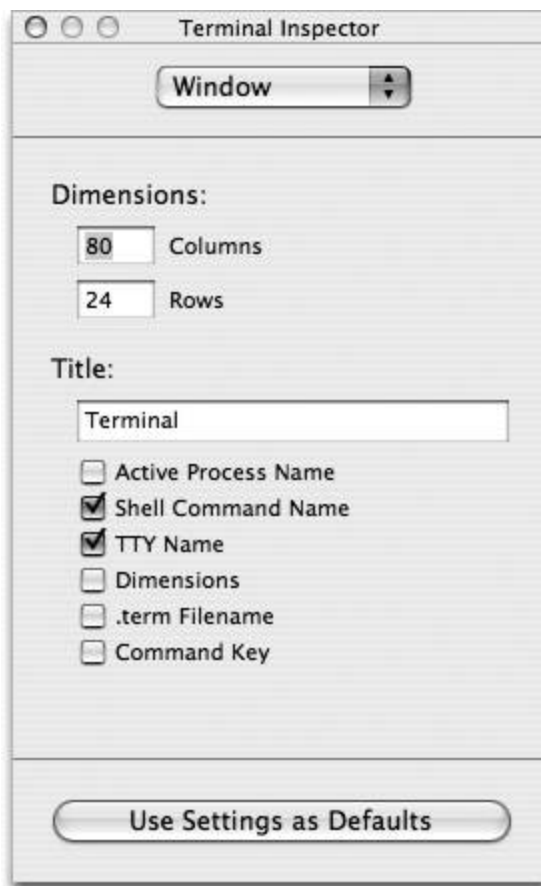 Terminal Inspector
Window
Dimensions:
80 Columns
24 Rows
Title:
Terminal
Active Process Name
Shell Command Name
TTY Name
Dimensions
.term Filename
Command Key
Use Settings as Defaults